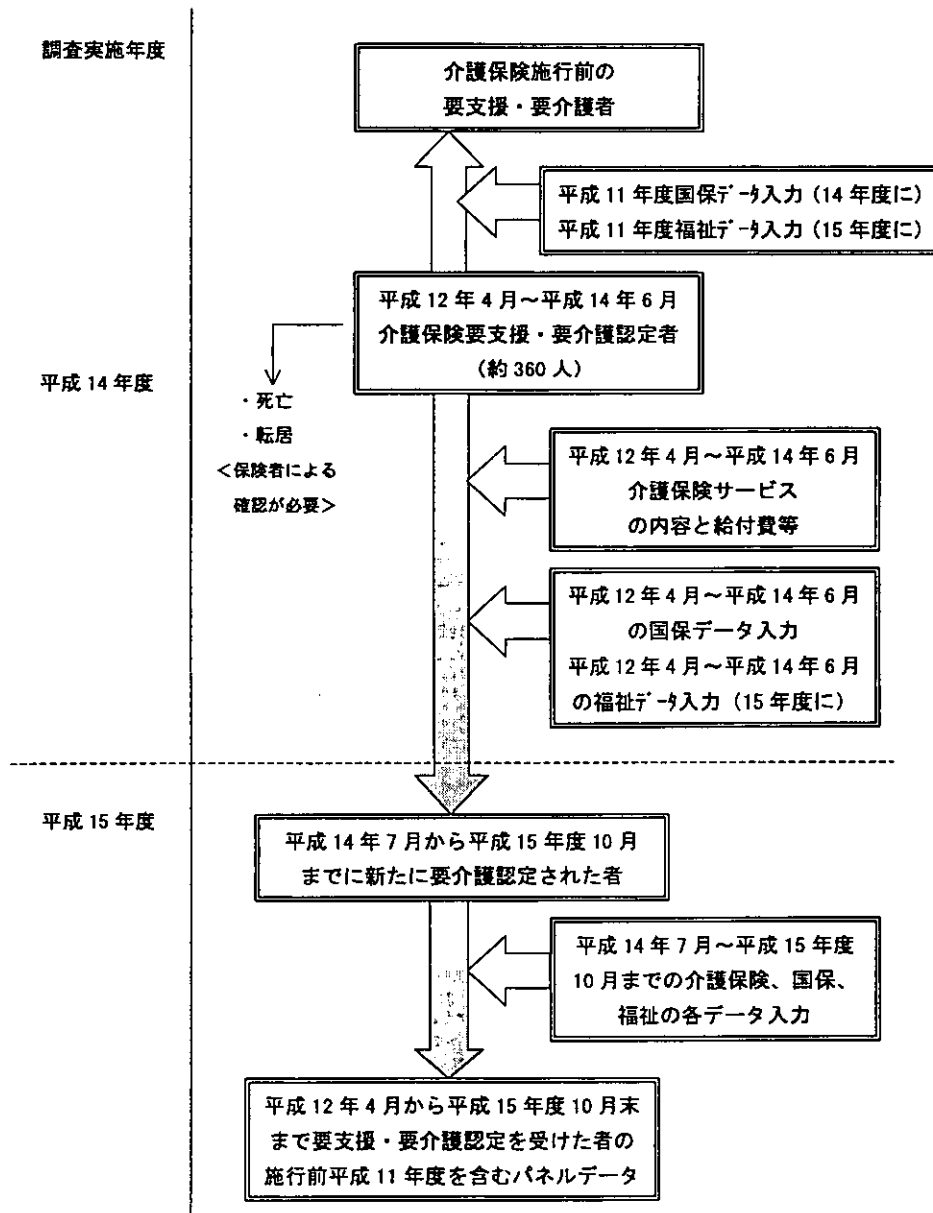 調査実施年度
介護保険施行前の
要支援・要介護者
平成11年度国保データ入力（14年度に）
平成11年度福祉データ入力（15年度に）
平成12年4月～平成14年6月
介護保険要支援・要介護認定者
（約360人）
平成14年度
・死亡
・転居
＜保険者による
確認が必要＞
平成12年4月～平成14年6月
介護保険サービス
の内容と給付費等
平成12年4月～平成14年6月
の国保データ入力
平成12年4月～平成14年6月
の福祉データ入力（15年度に）
平成15年度
平成14年7月から平成15年度10月
までに新たに要介護認定された者
平成14年7月～平成15年度
10月までの介護保険、国保、
福祉の各データ入力
平成12年4月から平成15年度10月末
まで要支援・要介護認定を受けた者の
施行前平成11年度を含むパネルデータ